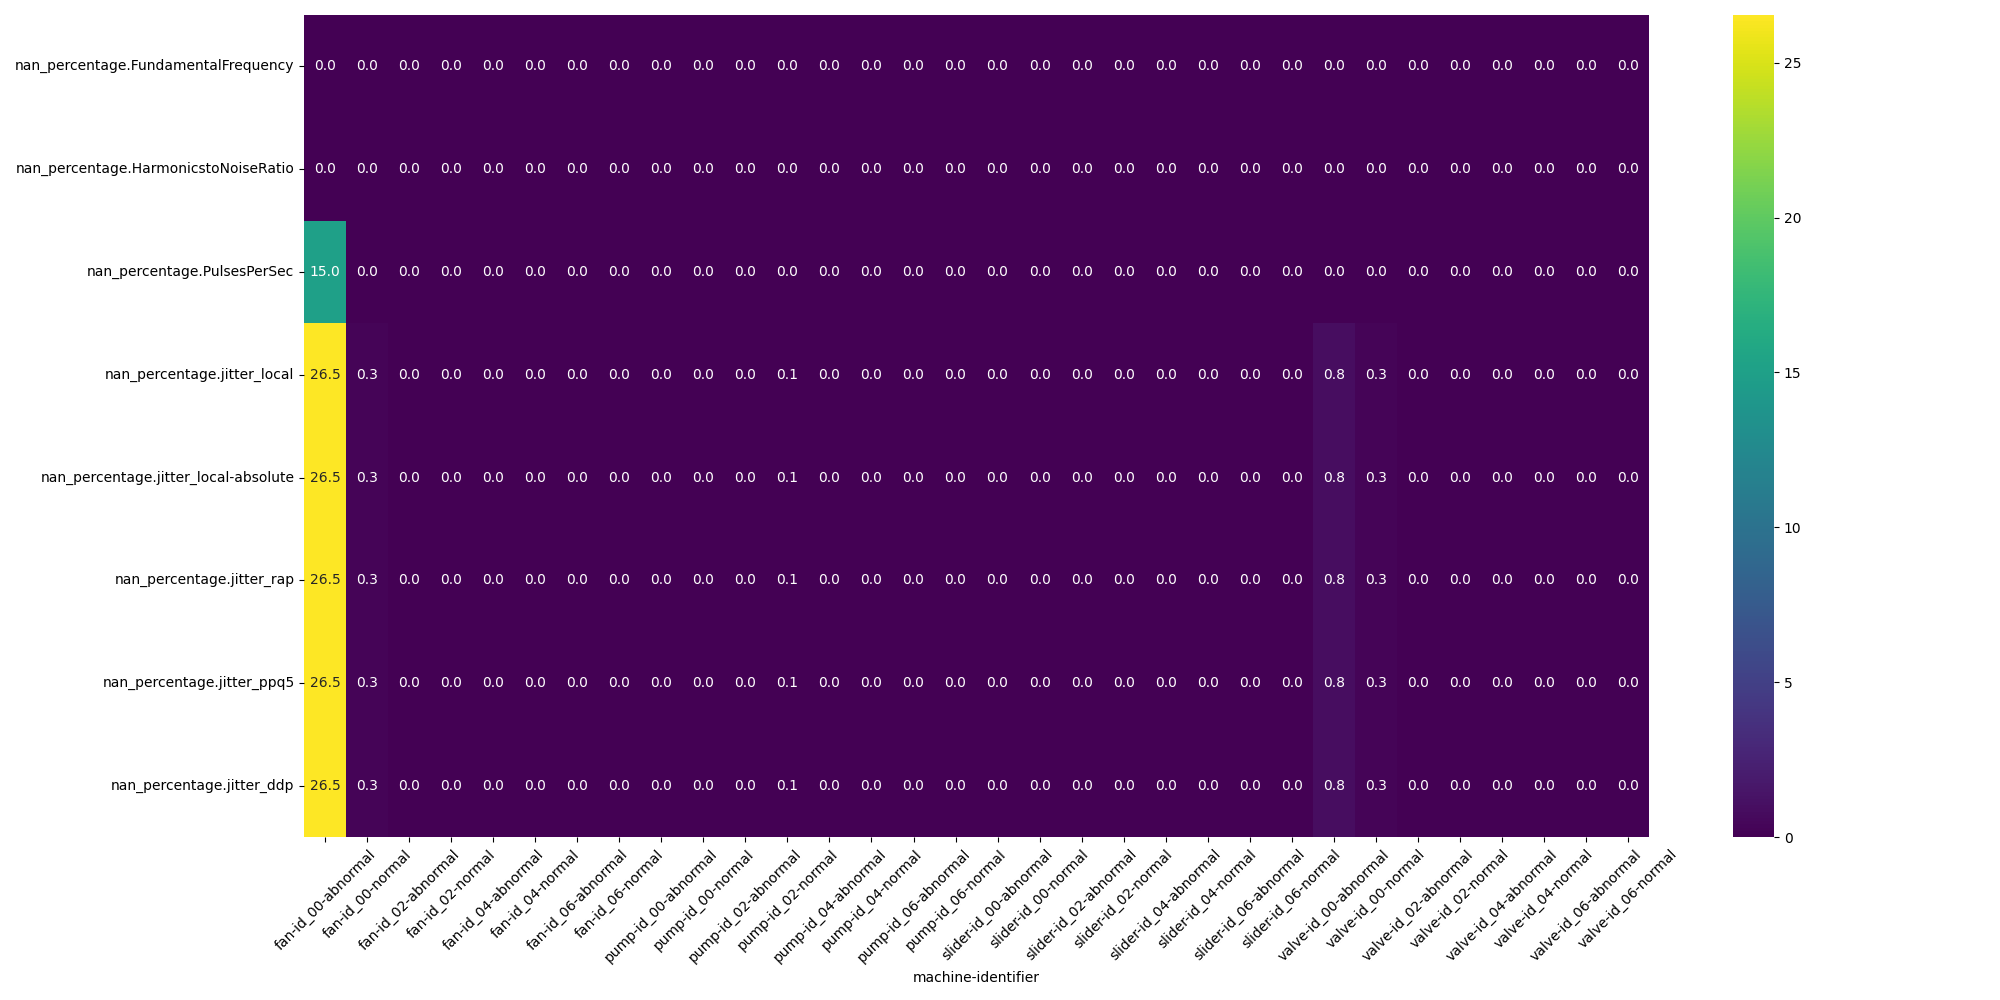 nan_percentage.FundamentalFrequency 0.0 0.0 0.0 0.0 0.0 0.0 0.0 0.0 0.0 0.0 0.0 0.0 0.0 0.0 0.0 0.0 0.0 0.0 0.0 0.0 0.0 0.0 0.0 0.0 0.0 0.0 0.0 0.0 0.0 0.0 0.0 0.0
nan_percentage.HarmonicstoNoiseRatio 0.0 0.0 0.0 0.0 0.0 0.0 0.0 0.0 0.0 0.0 0.0 0.0 0.0 0.0 0.0 0.0 0.0 0.0 0.0 0.0 0.0 0.0 0.0 0.0 0.0 0.0 0.0 0.0 0.0 0.0 0.0 0.0
nan_percentage.PulsesPerSec 15.0 0.0 0.0 0.0 0.0 0.0 0.0 0.0 0.0 0.0 0.0 0.0 0.0 0.0 0.0 0.0 0.0 0.0 0.0 0.0 0.0 0.0 0.0 0.0 0.0 0.0 0.0 0.0 0.0 0.0 0.0 0.0
nan_percentage.jitter_local 26.5 0.3 0.0 0.0 0.0 0.0 0.0 0.0 0.0 0.0 0.0 0.1 0.0 0.0 0.0 0.0 0.0 0.0 0.0 0.0 0.0 0.0 0.0 0.0 0.8 0.3 0.0 0.0 0.0 0.0 0.0 0.0
nan_percentage.jitter_local-absolute 26.5 0.3 0.0 0.0 0.0 0.0 0.0 0.0 0.0 0.0 0.0 0.1 0.0 0.0 0.0 0.0 0.0 0.0 0.0 0.0 0.0 0.0 0.0 0.0 0.8 0.3 0.0 0.0 0.0 0.0 0.0 0.0
nan_percentage.jitter_rap 26.5 0.3 0.0 0.0 0.0 0.0 0.0 0.0 0.0 0.0 0.0 0.1 0.0 0.0 0.0 0.0 0.0 0.0 0.0 0.0 0.0 0.0 0.0 0.0 0.8 0.3 0.0 0.0 0.0 0.0 0.0 0.0
nan_percentage.jitter_ppq5 26.5 0.3 0.0 0.0 0.0 0.0 0.0 0.0 0.0 0.0 0.0 0.1 0.0 0.0 0.0 0.0 0.0 0.0 0.0 0.0 0.0 0.0 0.0 0.0 0.8 0.3 0.0 0.0 0.0 0.0 0.0 0.0
nan_percentage.jitter_ddp 26.5 0.3 0.0 0.0 0.0 0.0 0.0 0.0 0.0 0.0 0.0 0.1 0.0 0.0 0.0 0.0 0.0 0.0 0.0 0.0 0.0 0.0 0.0 0.0 0.8 0.3 0.0 0.0 0.0 0.0 0.0 0.0
fan-id_00-abnormal
fan-id_00-normal
fan-id_02-abnormal
fan-id_02-normal
fan-id_04-abnormal
fan-id_04-normal
fan-id_06-abnormal
fan-id_06-normal
pump-id_00-abnormal
pump-id_00-normal
pump-id_02-abnormal
pump-id_02-normal
pump-id_04-abnormal
pump-id_04-normal
pump-id_06-abnormal
pump-id_06-normal
slider-id_00-abnormal
slider-id_00-normal
slider-id_02-abnormal
slider-id_02-normal
slider-id_04-abnormal
slider-id_04-normal
slider-id_06-abnormal
slider-id_06-normal
valve-id_00-abnormal
valve-id_00-normal
valve-id_02-abnormal
valve-id_02-normal
valve-id_04-abnormal
valve-id_04-normal
valve-id_06-abnormal
valve-id_06-normal
machine-identifier
25
20
15
10
5
0